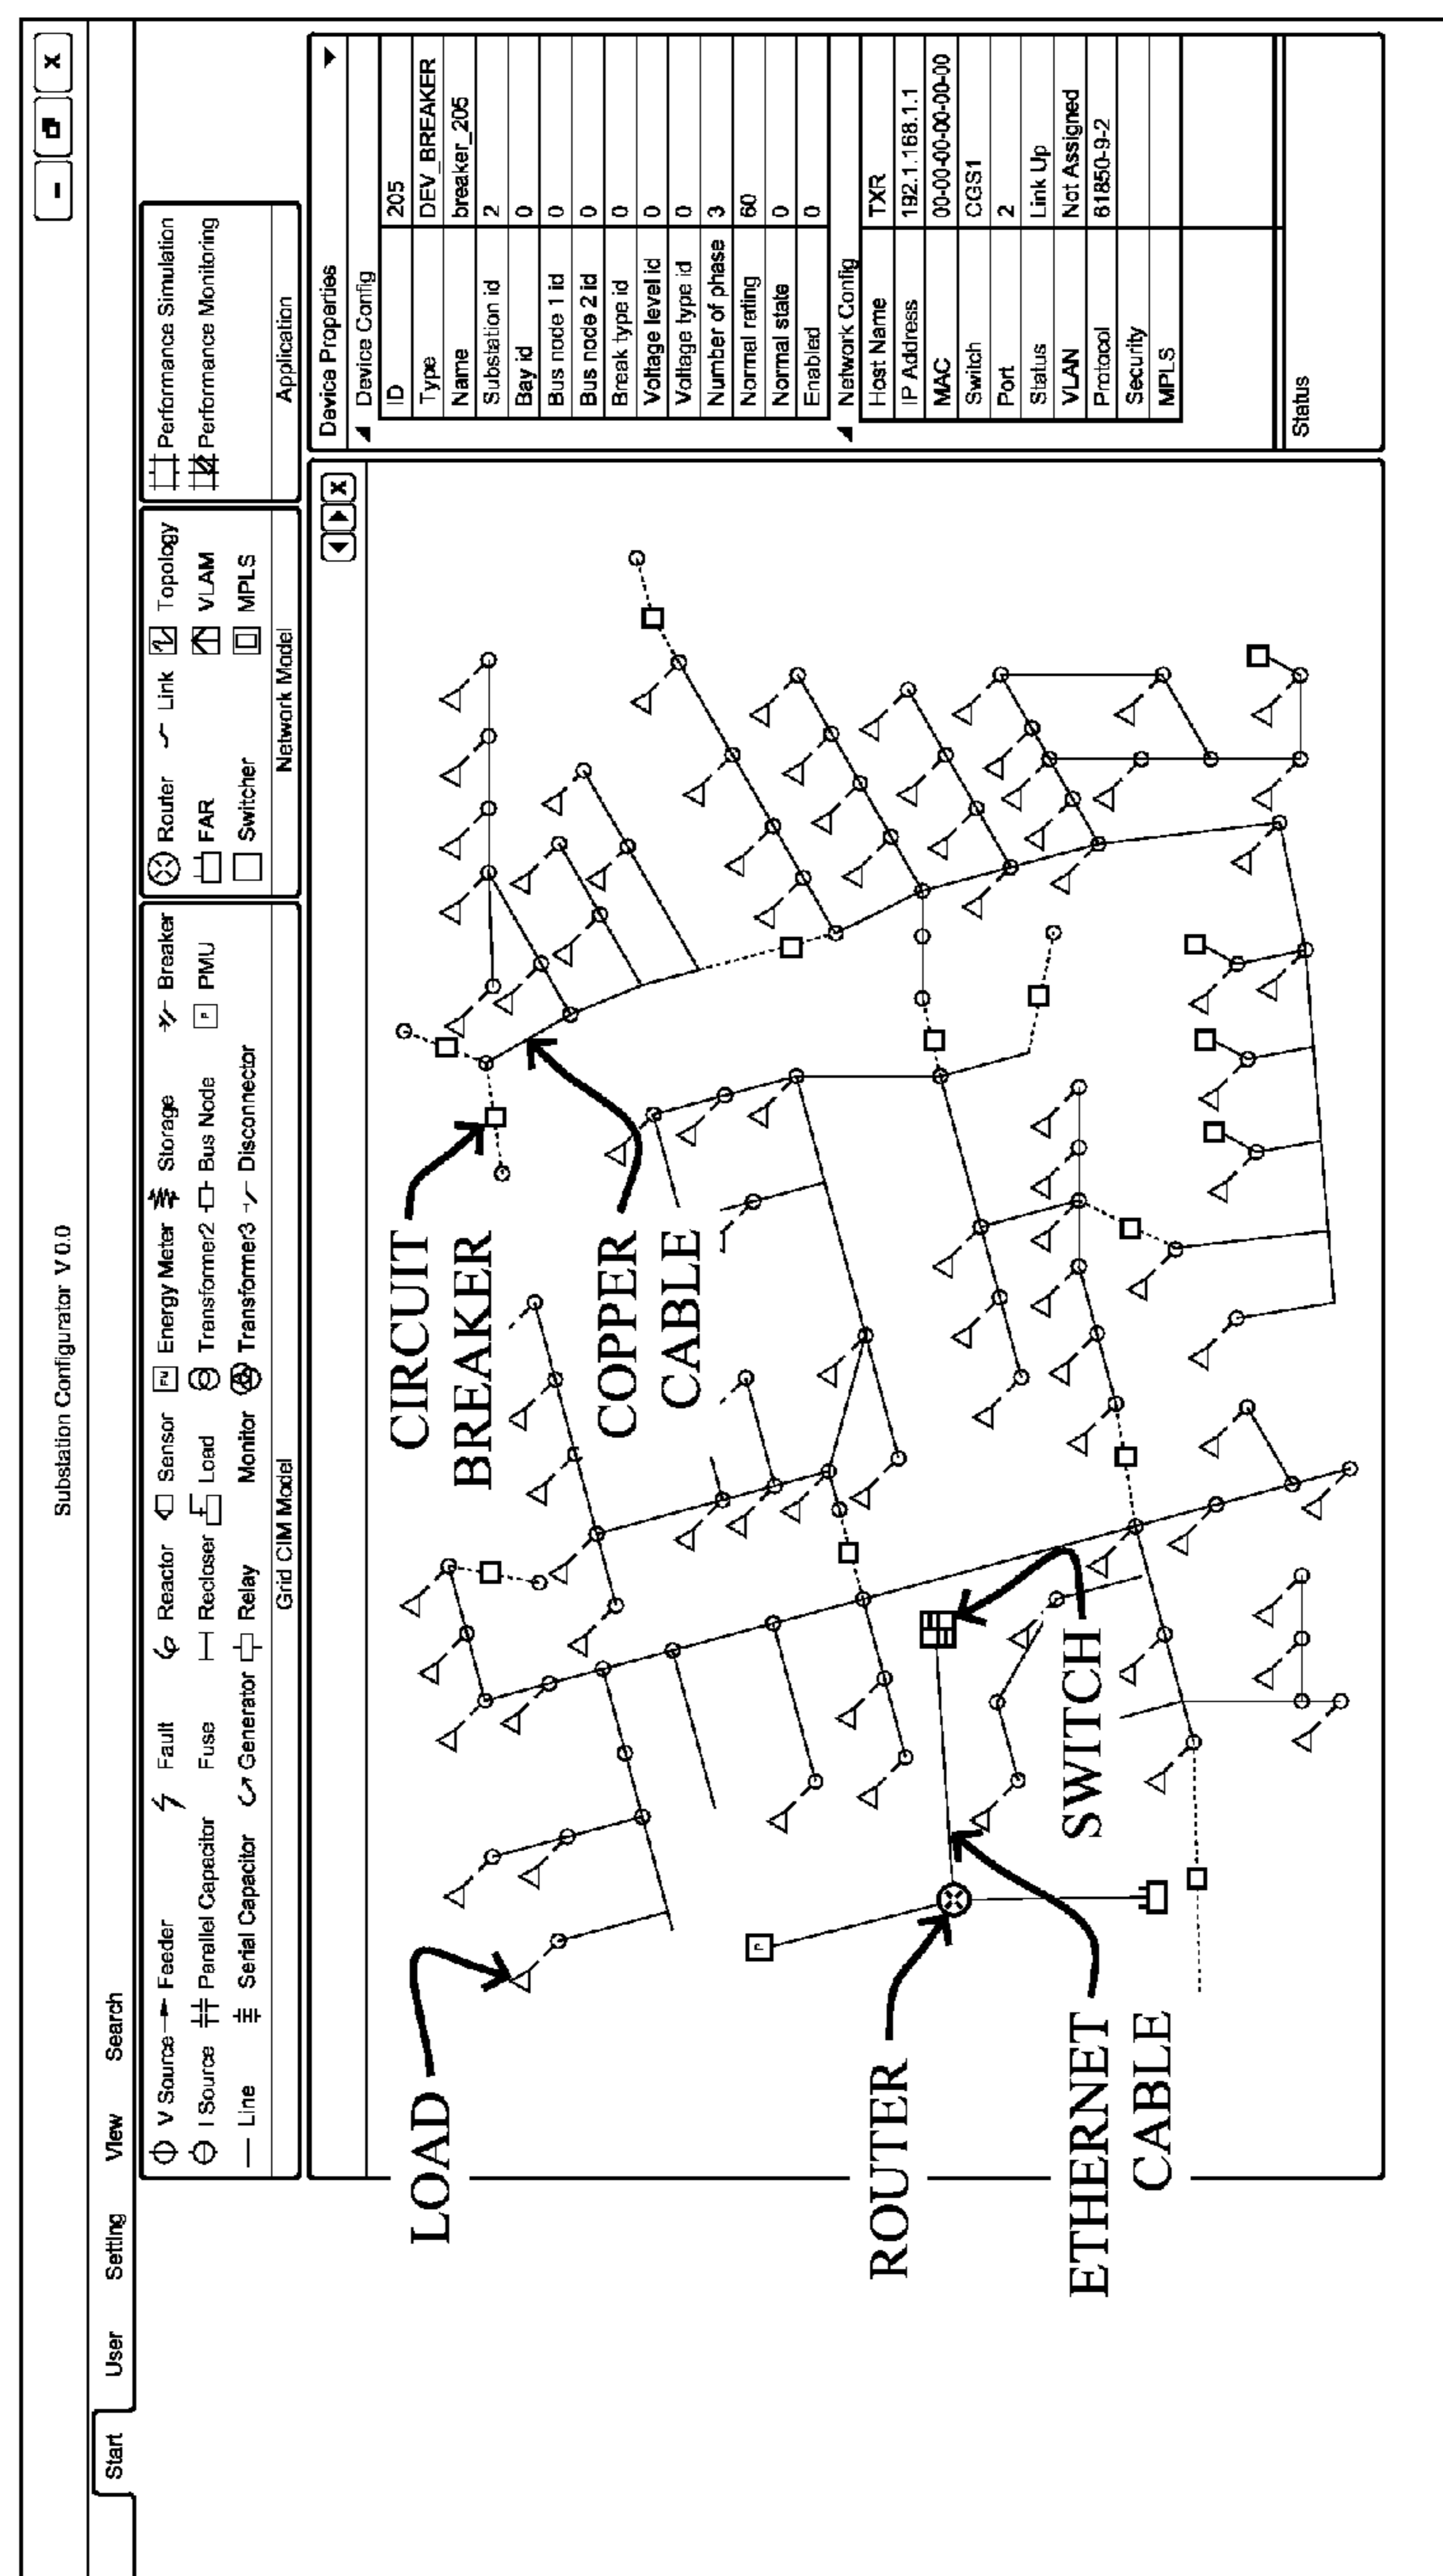 Substation Configurator V 0.0
Start User Setting View Search
V Source Feeder Fault Reactor Sensor Energy Meter Storage Breaker
I Source Parallel Capacitor Fuse Recloser Load Transformer2 Bus Node PMU
Line Serial Capacitor Generator Relay Monitor Transformer3 Disconnector
Grid CIM Model
Router Link Topology
FAR VLAM
Switcher MPLS
Network Model
Performance Simulation
Performance Monitoring
Application
Device Properties
Device Config
ID 205
Type DEV_BREAKER
Name breaker_205
Substation id 2
Bay id 0
Bus node 1 id 0
Bus node 2 id 0
Break type id 0
Voltage level id 0
Voltage type id 0
Number of phase 3
Normal rating 60
Normal state 0
Enabled 0
Network Config
Host Name TXR
IP Address 192.1.168.1.1
MAC 00-00-00-00-00-00
Switch CGS1
Port 2
Status Link Up
VLAN Not Assigned
Protocol 61850-9-2
Security
MPLS
Status
LOAD
CIRCUIT
BREAKER
COPPER
CABLE
ROUTER
SWITCH
ETHERNET
CABLE